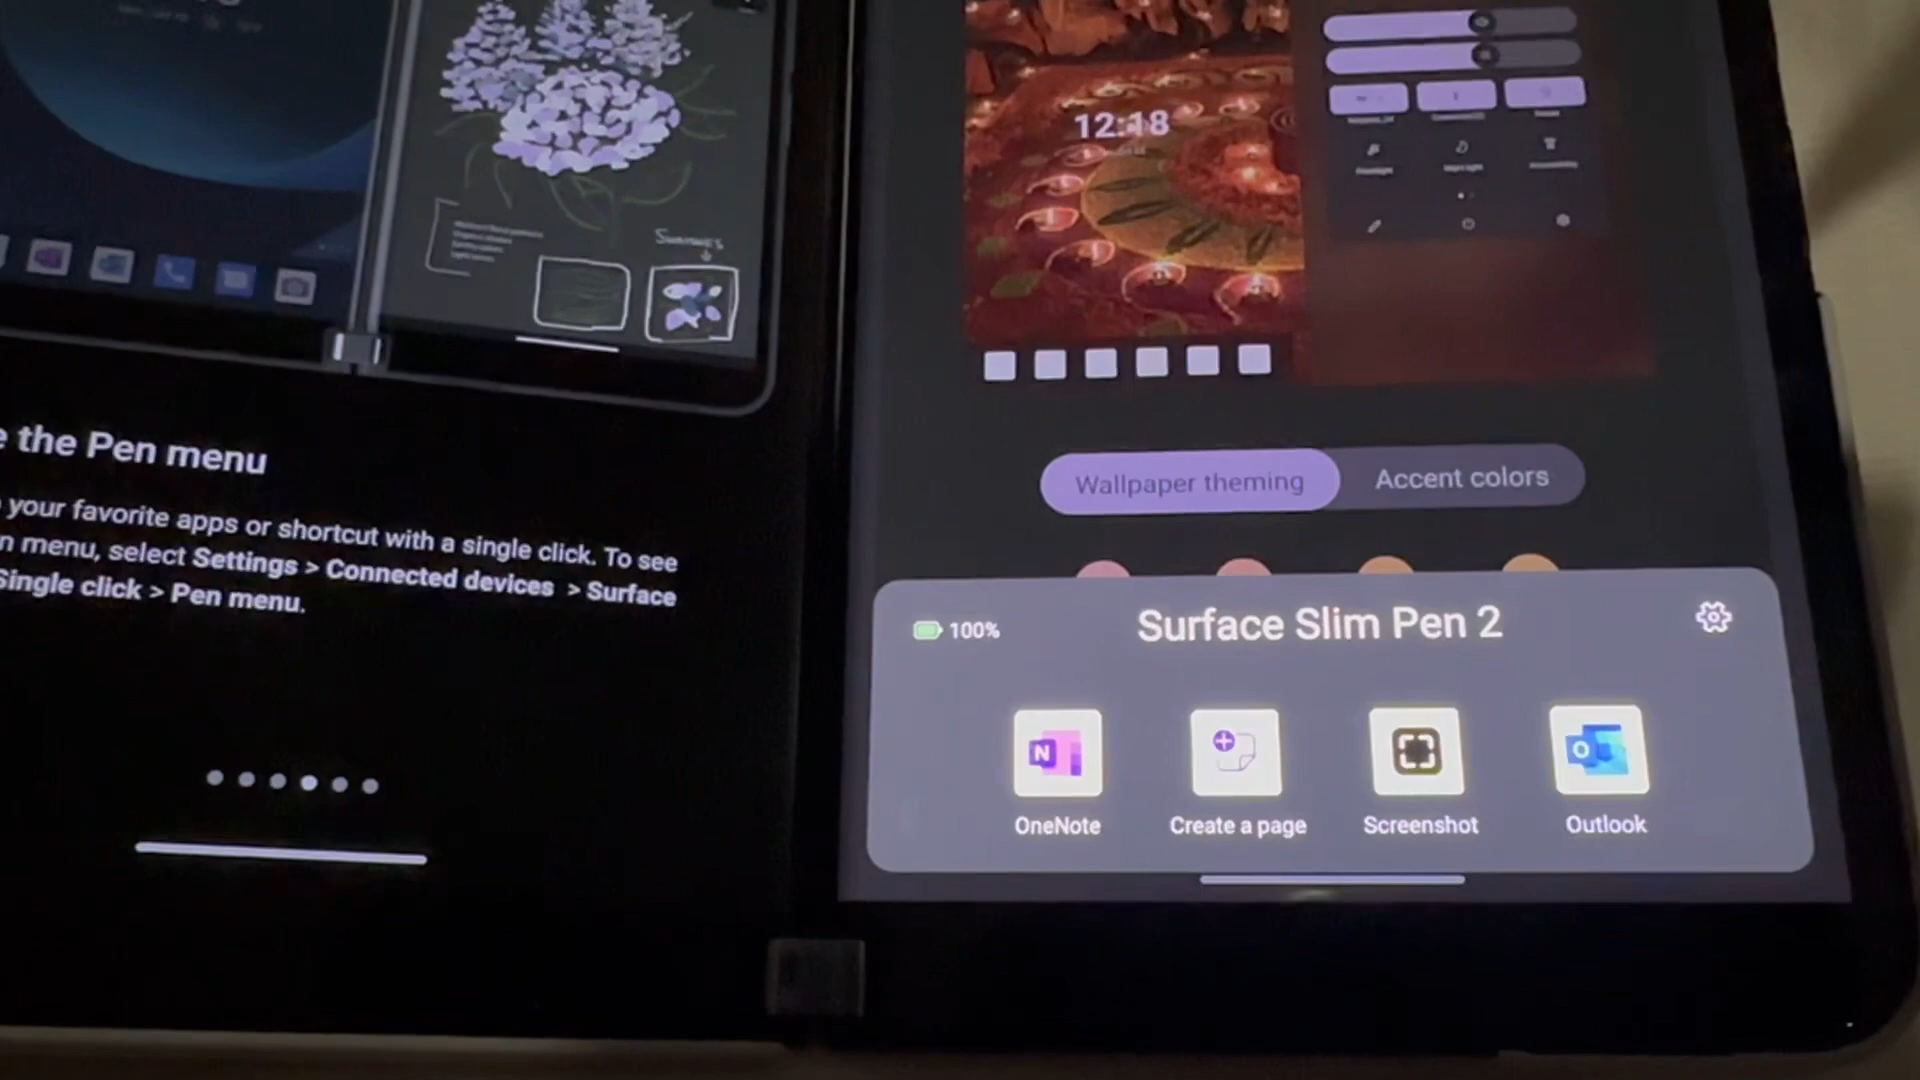 Summers
e the Pen menu
your favorite apps or shortcut with a single click. To see
n menu, select Settings > Connected devices > Surface
Single click > Pen menu.
12:18
Wallpaper theming
Accent colors
100%
Surface Slim Pen 2
OneNote
Create a page
Screenshot
Outlook